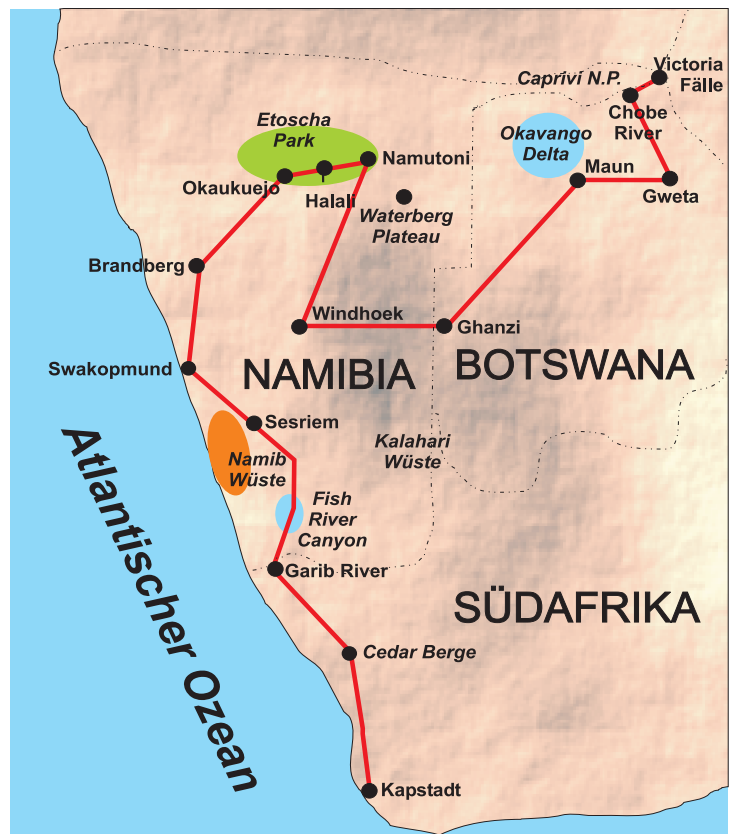 Victoria
Fälle
Capriví N.P.
Chobe
River
Etoscha
Park
Okavango
Delta
Namutoni
Maun
Okaukuejo
Halali
Gweta
Waterberg
Plateau
Brandberg
Windhoek
Ghanzi
Swakopmund
NAMIBIA
BOTSWANA
Sesriem
Kalahari
Wüste
Namib
Wüste
Atlantischer Ozean
Fish
River
Canyon
Garib River
SÜDAFRIKA
Cedar Berge
Kapstadt